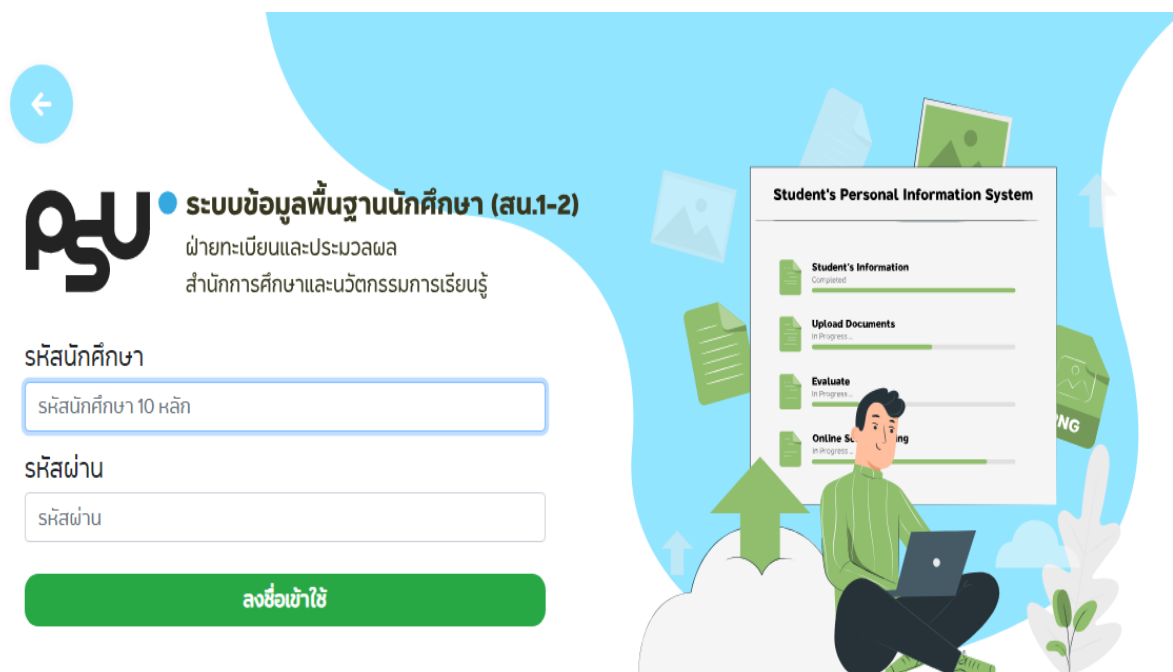 PSU
ระบบข้อมูลพื้นฐานนักศึกษา (สน.1-2)
ฝ่ายทะเบียนและประมวลผล
สำนักการศึกษาและนวัตกรรมการเรียนรู้
รหัสนักศึกษา
รหัสนักศึกษา 10 หลัก
รหัสผ่าน
รหัสผ่าน
ลงชื่อเข้าใช้
Student's Personal Information System
Student's Information
Completed
Upload Documents
In Progress...
Evaluate
In Progress...
Online
In Progress...